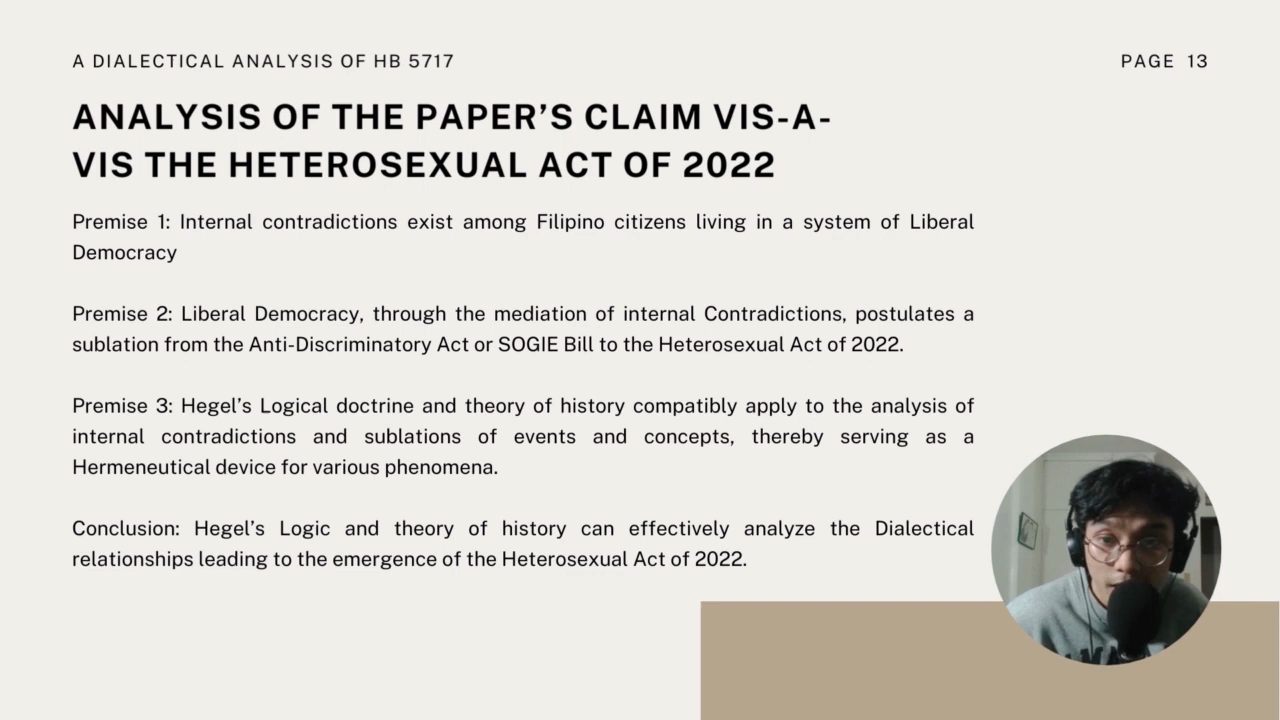 A DIALECTICAL ANALYSIS OF HB 5717
PAGE 13
ANALYSIS OF THE PAPER’S CLAIM VIS-A-
VIS THE HETEROSEXUAL ACT OF 2022
Premise 1: Internal contradictions exist among Filipino citizens living in a system of Liberal
Democracy
Premise 2: Liberal Democracy, through the mediation of internal Contradictions, postulates a
sublation from the Anti-Discriminatory Act or SOGIE Bill to the Heterosexual Act of 2022.
Premise 3: Hegel’s Logical doctrine and theory of history compatibly apply to the analysis of
internal contradictions and sublations of events and concepts, thereby serving as a
Hermeneutical device for various phenomena.
Conclusion: Hegel’s Logic and theory of history can effectively analyze the Dialectical
relationships leading to the emergence of the Heterosexual Act of 2022.